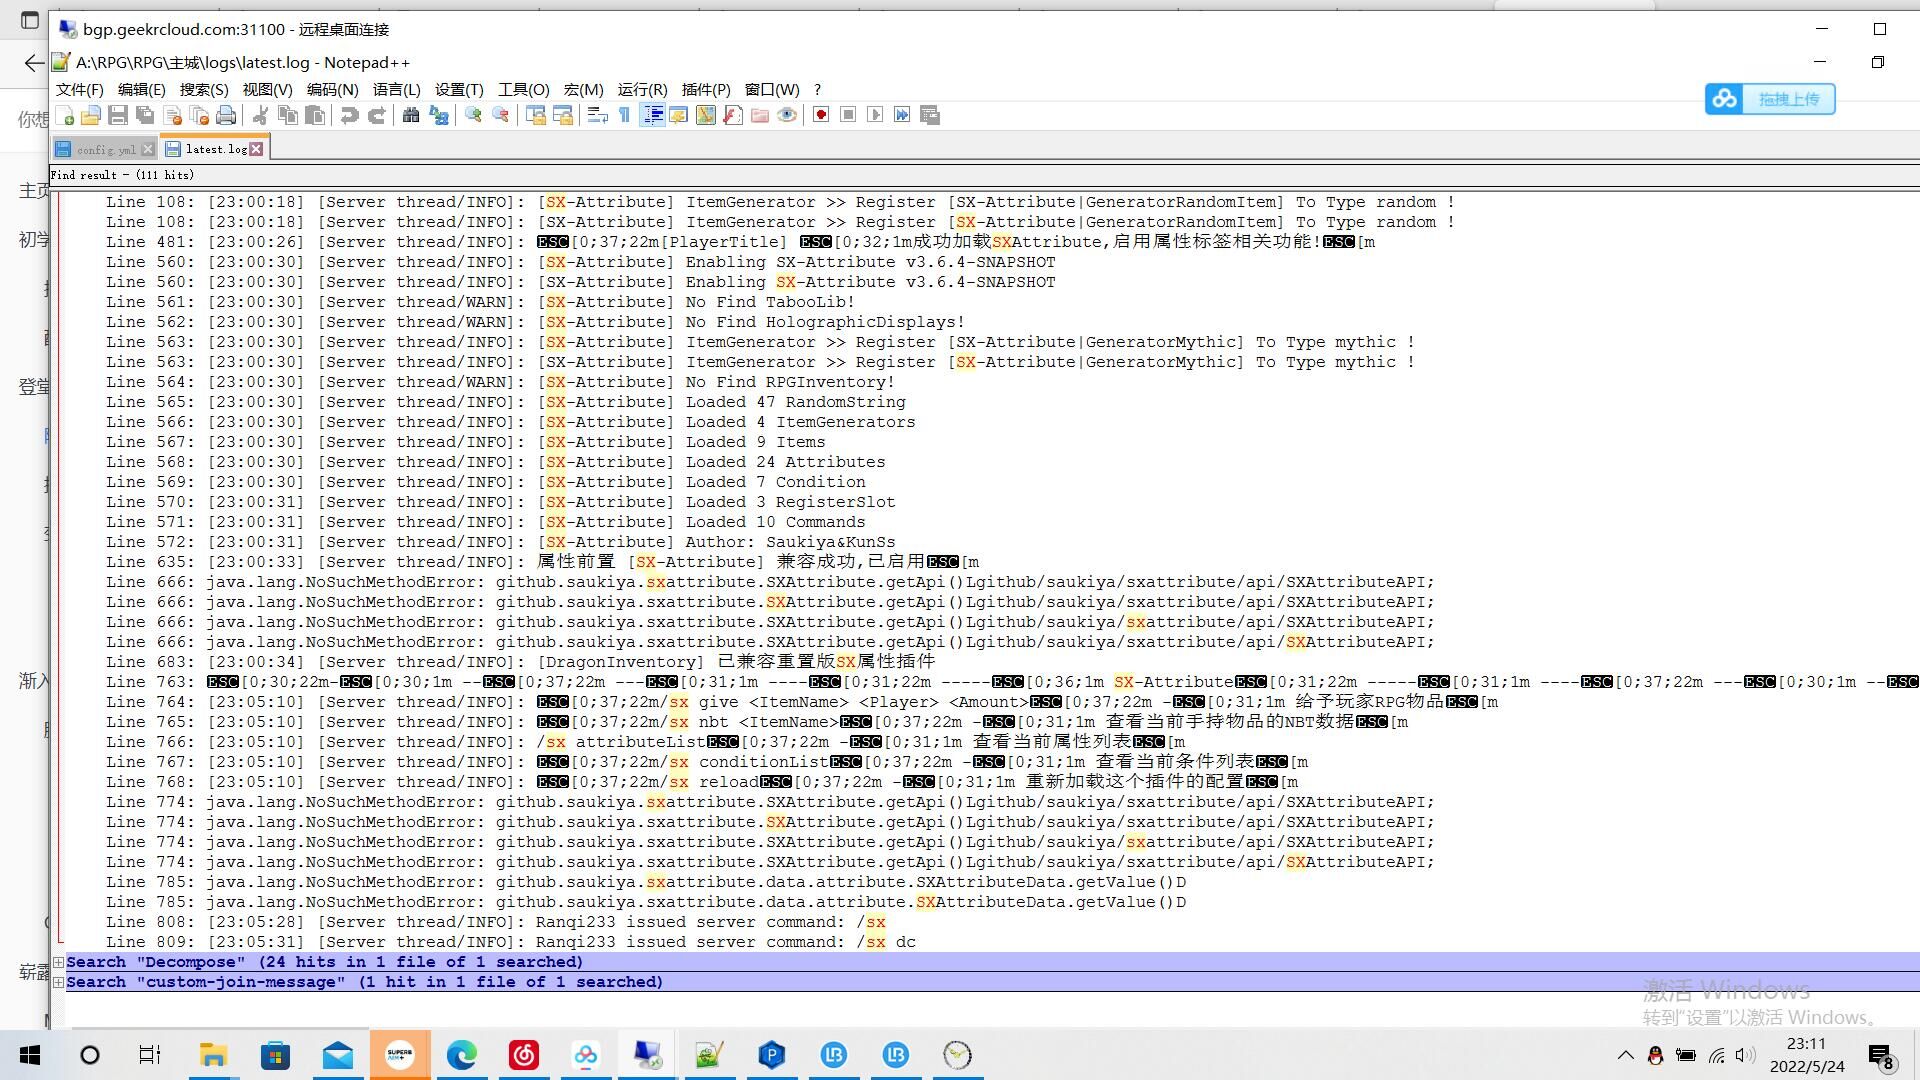 bgp.geekrcloud.com:31100 - 远程桌面连接
A:\RPG\RPG\主城\logs\latest.log - Notepad++
文件(F) 编辑(E) 搜索(S) 视图(V) 编码(N) 语言(L) 设置(T) 工具(O) 宏(M) 运行(R) 插件(P) 窗口(W) ?
拖拽上传
你想
config.yml latest.log
Find result - (111 hits)
主页
初学
登堂
渐入
崭露
Line 108: [23:00:18] [Server thread/INFO]: [SX-Attribute] ItemGenerator >> Register [SX-Attribute|GeneratorRandomItem] To Type random !
Line 108: [23:00:18] [Server thread/INFO]: [SX-Attribute] ItemGenerator >> Register [SX-Attribute|GeneratorRandomItem] To Type random !
Line 481: [23:00:26] [Server thread/INFO]: ESC[0;37;22m[PlayerTitle] ESC[0;32;1m成功加载SXAttribute,启用属性标签相关功能!ESC[m
Line 560: [23:00:30] [Server thread/INFO]: [SX-Attribute] Enabling SX-Attribute v3.6.4-SNAPSHOT
Line 560: [23:00:30] [Server thread/INFO]: [SX-Attribute] Enabling SX-Attribute v3.6.4-SNAPSHOT
Line 561: [23:00:30] [Server thread/WARN]: [SX-Attribute] No Find TabooLib!
Line 562: [23:00:30] [Server thread/WARN]: [SX-Attribute] No Find HolographicDisplays!
Line 563: [23:00:30] [Server thread/INFO]: [SX-Attribute] ItemGenerator >> Register [SX-Attribute|GeneratorMythic] To Type mythic !
Line 563: [23:00:30] [Server thread/INFO]: [SX-Attribute] ItemGenerator >> Register [SX-Attribute|GeneratorMythic] To Type mythic !
Line 564: [23:00:30] [Server thread/WARN]: [SX-Attribute] No Find RPGInventory!
Line 565: [23:00:30] [Server thread/INFO]: [SX-Attribute] Loaded 47 RandomString
Line 566: [23:00:30] [Server thread/INFO]: [SX-Attribute] Loaded 4 ItemGenerators
Line 567: [23:00:30] [Server thread/INFO]: [SX-Attribute] Loaded 9 Items
Line 568: [23:00:30] [Server thread/INFO]: [SX-Attribute] Loaded 24 Attributes
Line 569: [23:00:30] [Server thread/INFO]: [SX-Attribute] Loaded 7 Condition
Line 570: [23:00:31] [Server thread/INFO]: [SX-Attribute] Loaded 3 RegisterSlot
Line 571: [23:00:31] [Server thread/INFO]: [SX-Attribute] Loaded 10 Commands
Line 572: [23:00:31] [Server thread/INFO]: [SX-Attribute] Author: Saukiya&KunSs
Line 635: [23:00:33] [Server thread/INFO]: 属性前置 [SX-Attribute] 兼容成功,已启用ESC[m
Line 666: java.lang.NoSuchMethodError: github.saukiya.sxattribute.SXAttribute.getApi()Lgithub/saukiya/sxattribute/api/SXAttributeAPI;
Line 666: java.lang.NoSuchMethodError: github.saukiya.sxattribute.SXAttribute.getApi()Lgithub/saukiya/sxattribute/api/SXAttributeAPI;
Line 666: java.lang.NoSuchMethodError: github.saukiya.sxattribute.SXAttribute.getApi()Lgithub/saukiya/sxattribute/api/SXAttributeAPI;
Line 666: java.lang.NoSuchMethodError: github.saukiya.sxattribute.SXAttribute.getApi()Lgithub/saukiya/sxattribute/api/SXAttributeAPI;
Line 683: [23:00:34] [Server thread/INFO]: [DragonInventory] 已兼容重置版SX属性插件
Line 763: ESC[0;30;22m-ESC[0;30;1m --ESC[0;37;22m ---ESC[0;31;1m ----ESC[0;31;22m -----ESC[0;36;1m SX-AttributeESC[0;31;22m -----ESC[0;31;1m ----ESC[0;37;22m ---ESC[0;30;1m --ESC
Line 764: [23:05:10] [Server thread/INFO]: ESC[0;37;22m/sx give <ItemName> <Player> <Amount>ESC[0;37;22m -ESC[0;31;1m 给予玩家RPG物品ESC[m
Line 765: [23:05:10] [Server thread/INFO]: ESC[0;37;22m/sx nbt <ItemName>ESC[0;37;22m -ESC[0;31;1m 查看当前手持物品的NBT数据ESC[m
Line 766: [23:05:10] [Server thread/INFO]: /sx attributeListESC[0;37;22m -ESC[0;31;1m 查看当前属性列表ESC[m
Line 767: [23:05:10] [Server thread/INFO]: ESC[0;37;22m/sx conditionListESC[0;37;22m -ESC[0;31;1m 查看当前条件列表ESC[m
Line 768: [23:05:10] [Server thread/INFO]: ESC[0;37;22m/sx reloadESC[0;37;22m -ESC[0;31;1m 重新加载这个插件的配置ESC[m
Line 774: java.lang.NoSuchMethodError: github.saukiya.sxattribute.SXAttribute.getApi()Lgithub/saukiya/sxattribute/api/SXAttributeAPI;
Line 774: java.lang.NoSuchMethodError: github.saukiya.sxattribute.SXAttribute.getApi()Lgithub/saukiya/sxattribute/api/SXAttributeAPI;
Line 774: java.lang.NoSuchMethodError: github.saukiya.sxattribute.SXAttribute.getApi()Lgithub/saukiya/sxattribute/api/SXAttributeAPI;
Line 774: java.lang.NoSuchMethodError: github.saukiya.sxattribute.SXAttribute.getApi()Lgithub/saukiya/sxattribute/api/SXAttributeAPI;
Line 785: java.lang.NoSuchMethodError: github.saukiya.sxattribute.data.attribute.SXAttributeData.getValue()D
Line 785: java.lang.NoSuchMethodError: github.saukiya.sxattribute.data.attribute.SXAttributeData.getValue()D
Line 808: [23:05:28] [Server thread/INFO]: Ranqi233 issued server command: /sx
Line 809: [23:05:31] [Server thread/INFO]: Ranqi233 issued server command: /sx dc
Search "Decompose" (24 hits in 1 file of 1 searched)
Search "custom-join-message" (1 hit in 1 file of 1 searched)
激活 Windows
转到“设置”以激活 Windows。
SUPERB
23:11
2022/5/24
8